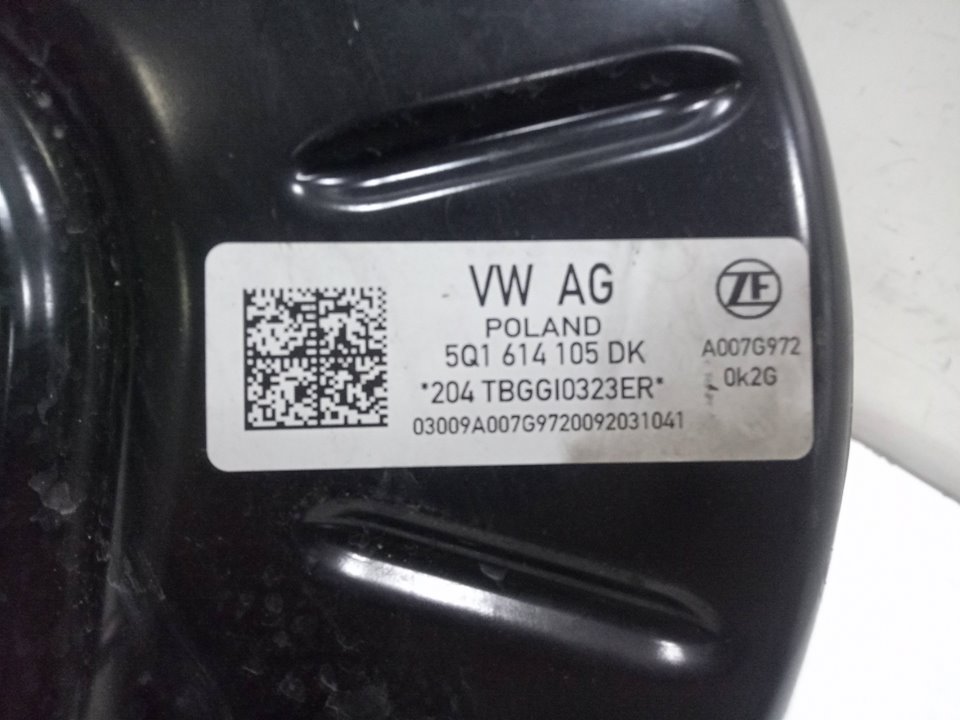 VW AG
POLAND
5Q1 614 105 DK
*204 TBGGI0323ER*
03009A007G9720092031041
ZF
A007G972
0k2G